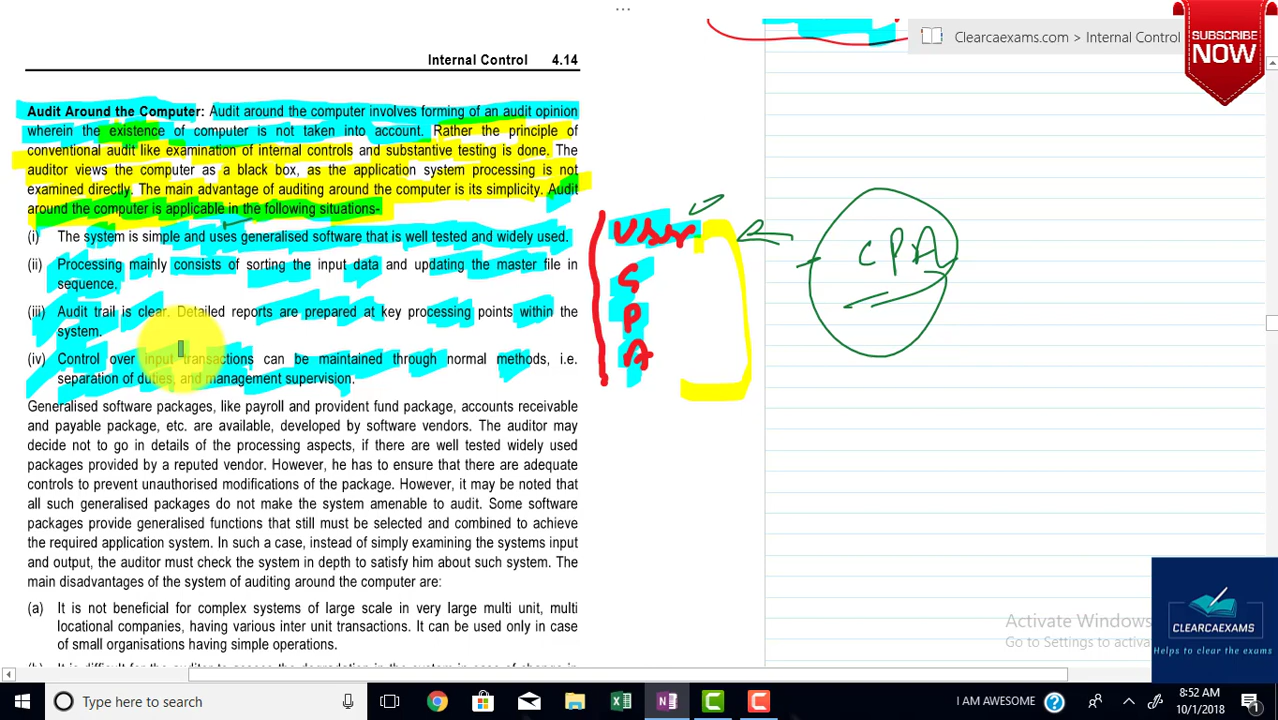 ...
Internal Control 4.14
Clearcaexams.com > Internal Control
SUBSCRIBE
NOW
Audit Around the Computer: Audit around the computer involves forming of an audit opinion
wherein the existence of computer is not taken into account. Rather the principle of
conventional audit like examination of internal controls and substantive testing is done. The
auditor views the computer as a black box, as the application system processing is not
examined directly. The main advantage of auditing around the computer is its simplicity. Audit
around the computer is applicable in the following situations-
(i) The system is simple and uses generalised software that is well tested and widely used.
(ii) Processing mainly consists of sorting the input data and updating the master file in
sequence.
(iii) Audit trail is clear. Detailed reports are prepared at key processing points within the
system.
(iv) Control over input transactions can be maintained through normal methods, i.e.
separation of duties, and management supervision.
User
C
P
A
CPA
Generalised software packages, like payroll and provident fund package, accounts receivable
and payable package, etc. are available, developed by software vendors. The auditor may
decide not to go in details of the processing aspects, if there are well tested widely used
packages provided by a reputed vendor. However, he has to ensure that there are adequate
controls to prevent unauthorised modifications of the package. However, it may be noted that
all such generalised packages do not make the system amenable to audit. Some software
packages provide generalised functions that still must be selected and combined to achieve
the required application system. In such a case, instead of simply examining the systems input
and output, the auditor must check the system in depth to satisfy him about such system. The
main disadvantages of the system of auditing around the computer are:
(a) It is not beneficial for complex systems of large scale in very large multi unit, multi
locational companies, having various inter unit transactions. It can be used only in case
of small organisations having simple operations.
Activate Windows
Go to Settings to activa
CLEARCAEXAMS
Helps to clear the exams
Type here to search
I AM AWESOME
8:52 AM
10/1/2018